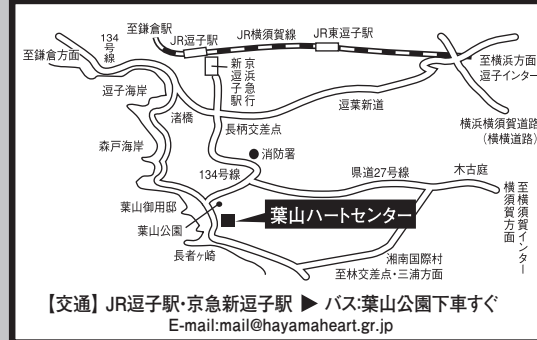 至鎌倉方面
134号線
至鎌倉駅
JR逗子駅
JR横須賀線
JR東逗子駅
至横浜方面
逗子インター
京浜急行
新逗子駅
逗子海岸
渚橋
逗葉新道
横浜横須賀道路
(横横道路)
長柄交差点
森戸海岸
消防署
134号線
県道27号線
木古庭
葉山御用邸
葉山公園
葉山ハートセンター
至横須賀インター
横須賀方面
長者ヶ崎
湘南国際村
至林交差点・三浦方面
【交通】JR逗子駅・京急新逗子駅 ▶ バス:葉山公園下車すぐ
E-mail:mail@hayamaheart.gr.jp